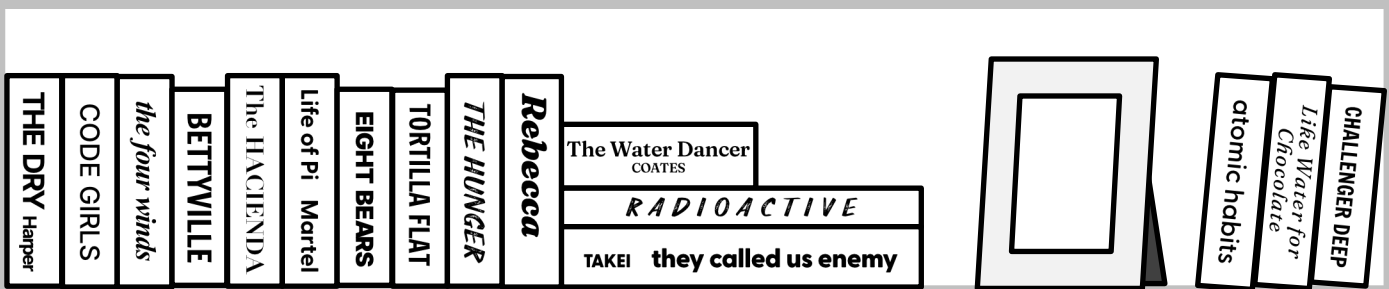 THE DRY Harper
CODE GIRLS
the four winds
BETTYVILLE
The HACIENDA
Life of Pi Martel
EIGHT BEARS
TORTILLA FLAT
THE HUNGER
Rebecca
The Water Dancer
COATES
RADIOACTIVE
TAKEI they called us enemy
atomic habits
Like Water for
Chocolate
CHALLENGER DEEP